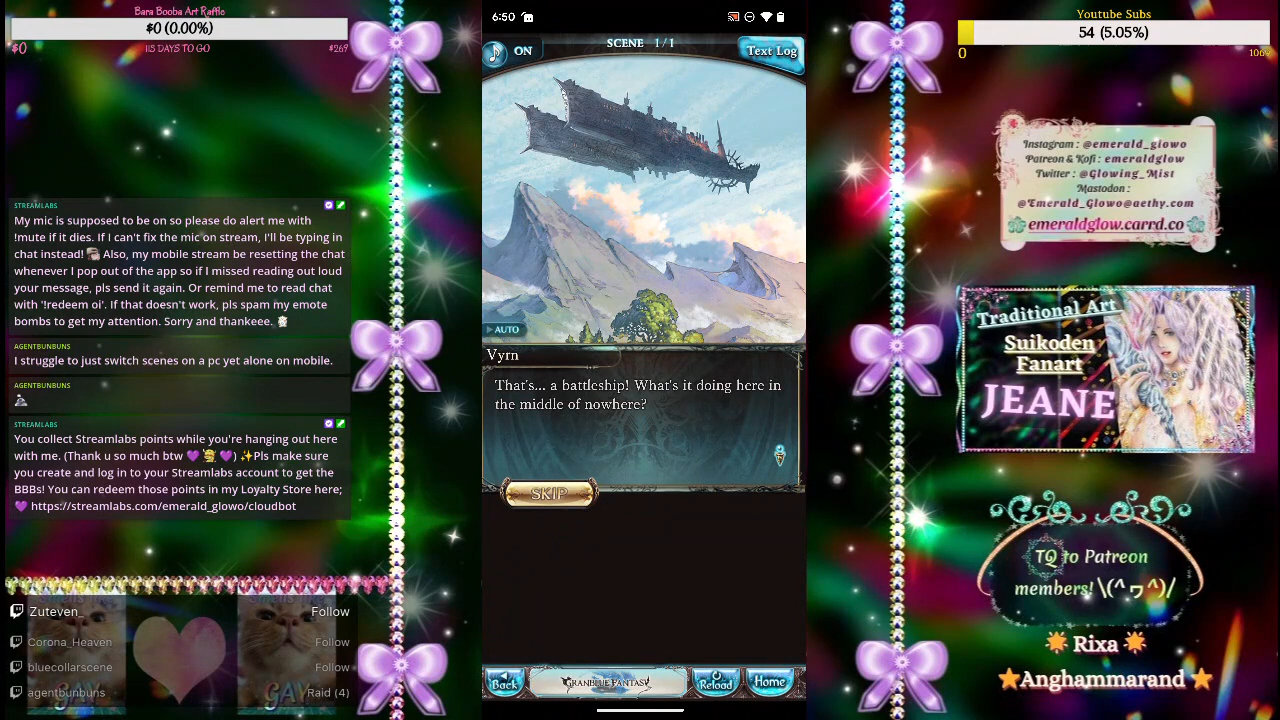 Bara Booba Art Raffle
$0 (0.00%)
$0
115 DAYS TO GO
$269
STREAMLABS
My mic is supposed to be on so please do alert me with
!mute if it dies. If I can't fix the mic on stream, I'll be typing in
chat instead! Also, my mobile stream be resetting the chat
whenever I pop out of the app so if I missed reading out loud
your message, pls send it again. Or remind me to read chat
with '!redeem oi'. If that doesn't work, pls spam my emote
bombs to get my attention. Sorry and thankeee.
AGENTBUNBUNS
I struggle to just switch scenes on a pc yet alone on mobile.
AGENTBUNBUNS
STREAMLABS
You collect Streamlabs points while you're hanging out here
with me. (Thank u so much btw 💜 💜) ✨Pls make sure
you create and log in to your Streamlabs account to get the
BBBs! You can redeem those points in my Loyalty Store here;
💜 https://streamlabs.com/emerald_glowo/cloudbot
Zuteven_
Follow
Corona_Heaven
Follow
bluecollarscene
Follow
agentbunbuns
Raid (4)
GAY
GAY
6:50
ON
SCENE 1/1
Text Log
AUTO
Vyrn
That's... a battleship! What's it doing here in
the middle of nowhere?
SKIP
Back
GRANBLUE FANTASY
Reload
Home
Youtube Subs
54 (5.05%)
0
1069
Instagram : @emerald_glowo
Patreon & Kofi : emeraldglow
Twitter : @Glowing_Mist
Mastodon :
@Emerald_Glowo@aethy.com
emeraldglow.carrd.co
Traditional Art
Suikoden
Fanart
JEANE
TQ to Patreon
members! \(^ヮ^)/
Rixa
Anghammarand